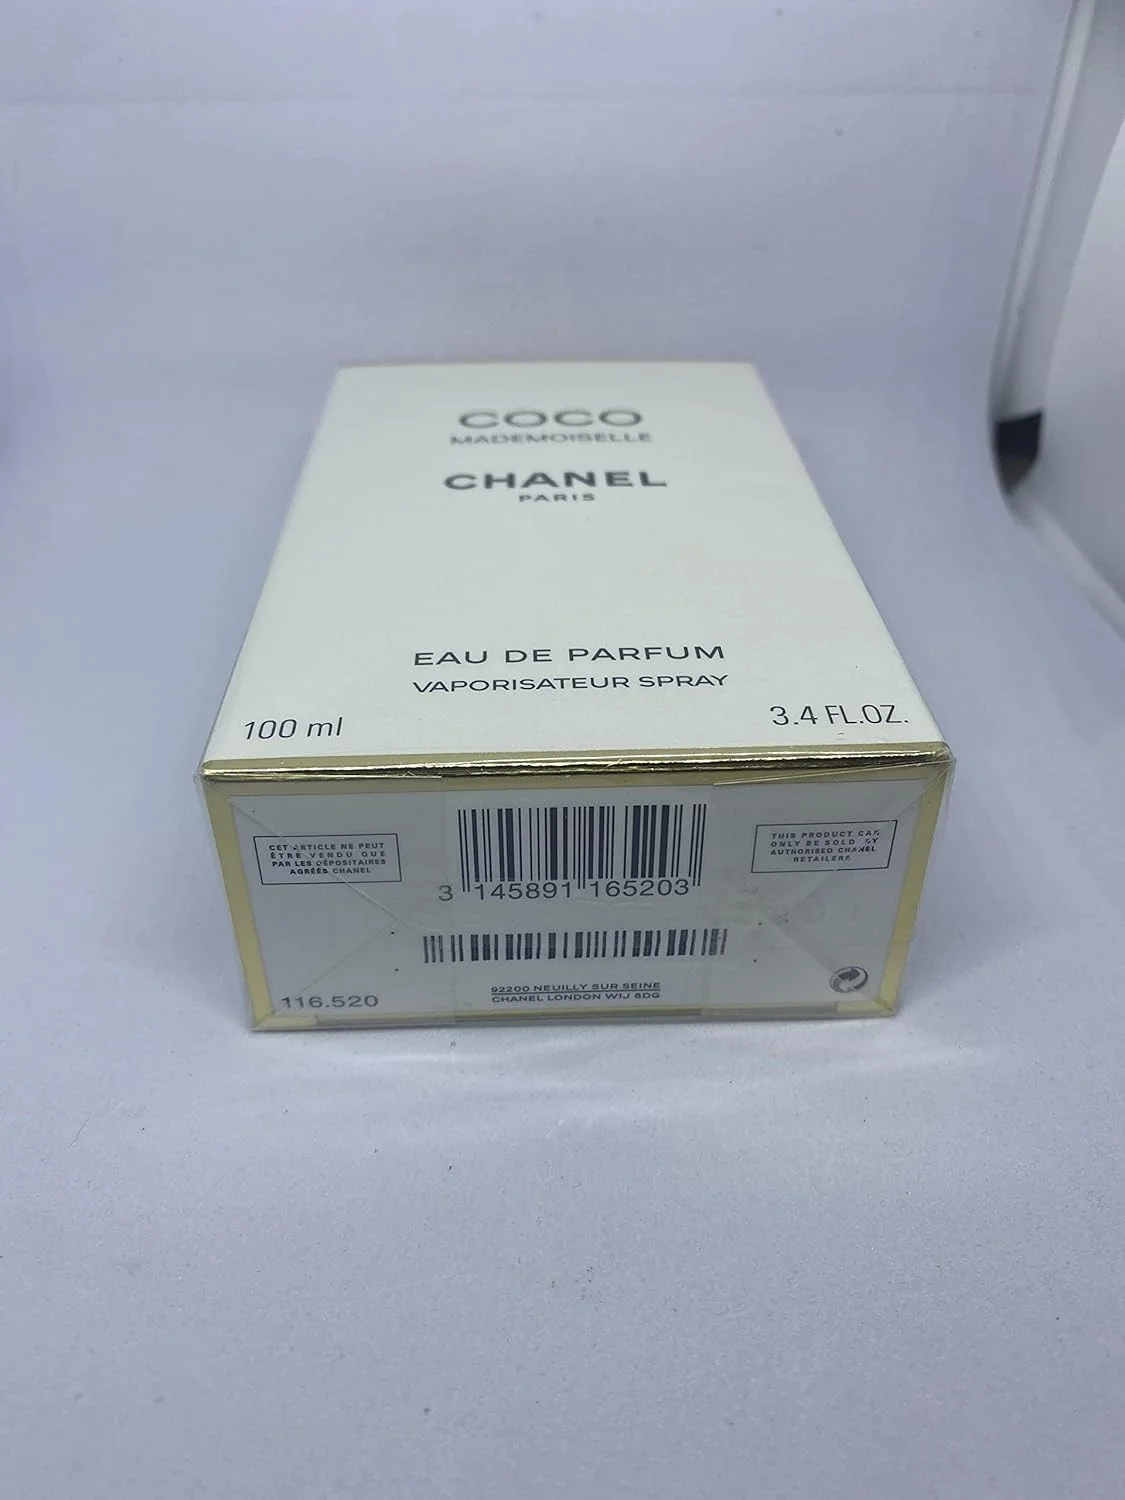 COCO
MADEMOISELLE
CHANEL
PARIS
EAU DE PARFUM
VAPORISATEUR SPRAY
100 ml
3.4 FL.OZ.
CET ARTICLE NE PEUT
ÊTRE VENDU QUE
PAR LES DÉPOSITAIRES
AGRÉÉS CHANEL
3 145891 165203
THIS PRODUCT CAN
ONLY BE SOLD BY
AUTHORISED CHANEL
RETAILERS
116.520
92200 NEUILLY SUR SEINE
CHANEL LONDON W1J 6DG